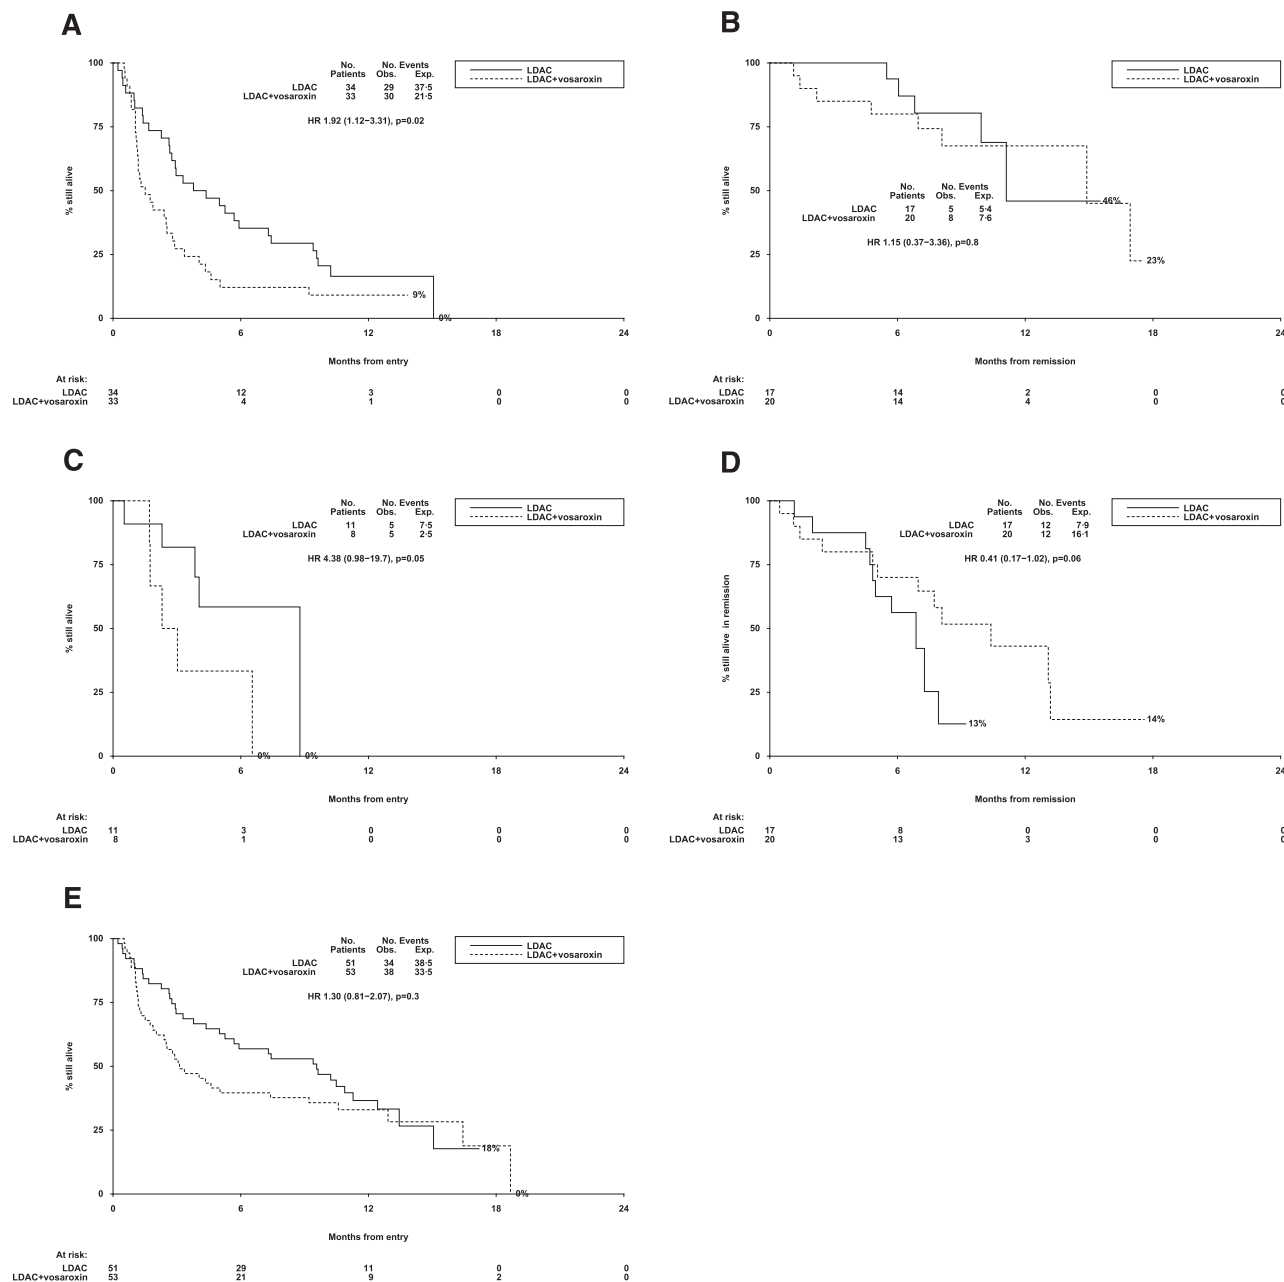 A
No. No. Events
Patients Obs. Exp.
LDAC 34 29 37·5
LDAC+vosaroxin 33 30 21·5
HR 1.92 (1.12−3.31), p=0.02
LDAC
LDAC+vosaroxin
100
75
50
25
0
% still alive
9%
0%
0 6 12 18 24
Months from entry
At risk:
LDAC 34 12 3 0 0
LDAC+vosaroxin 33 4 1 0 0
B
LDAC
LDAC+vosaroxin
100
75
50
25
0
% still alive
No. No. Events
Patients Obs. Exp.
LDAC 17 5 5·4
LDAC+vosaroxin 20 8 7·6
HR 1.15 (0.37−3.36), p=0.8
46%
23%
0 6 12 18 24
Months from remission
At risk:
LDAC 17 14 2 0 0
LDAC+vosaroxin 20 14 4 0 0
C
No. No. Events
Patients Obs. Exp.
LDAC 11 5 7·5
LDAC+vosaroxin 8 5 2·5
HR 4.38 (0.98−19.7), p=0.05
LDAC
LDAC+vosaroxin
100
75
50
25
0
% still alive
0%
0%
0 6 12 18 24
Months from entry
At risk:
LDAC 11 3 0 0 0
LDAC+vosaroxin 8 1 0 0 0
D
No. No. Events
Patients Obs. Exp.
LDAC 17 12 7·9
LDAC+vosaroxin 20 12 16·1
HR 0.41 (0.17−1.02), p=0.06
LDAC
LDAC+vosaroxin
100
75
50
25
0
% still alive in remission
13%
14%
0 6 12 18 24
Months from remission
At risk:
LDAC 17 8 0 0 0
LDAC+vosaroxin 20 13 3 0 0
E
No. No. Events
Patients Obs. Exp.
LDAC 51 34 38·5
LDAC+vosaroxin 53 38 33·5
HR 1.30 (0.81−2.07), p=0.3
LDAC
LDAC+vosaroxin
100
75
50
25
0
% still alive
18%
0%
0 6 12 18 24
Months from entry
At risk:
LDAC 51 29 11 0 0
LDAC+vosaroxin 53 21 9 2 0